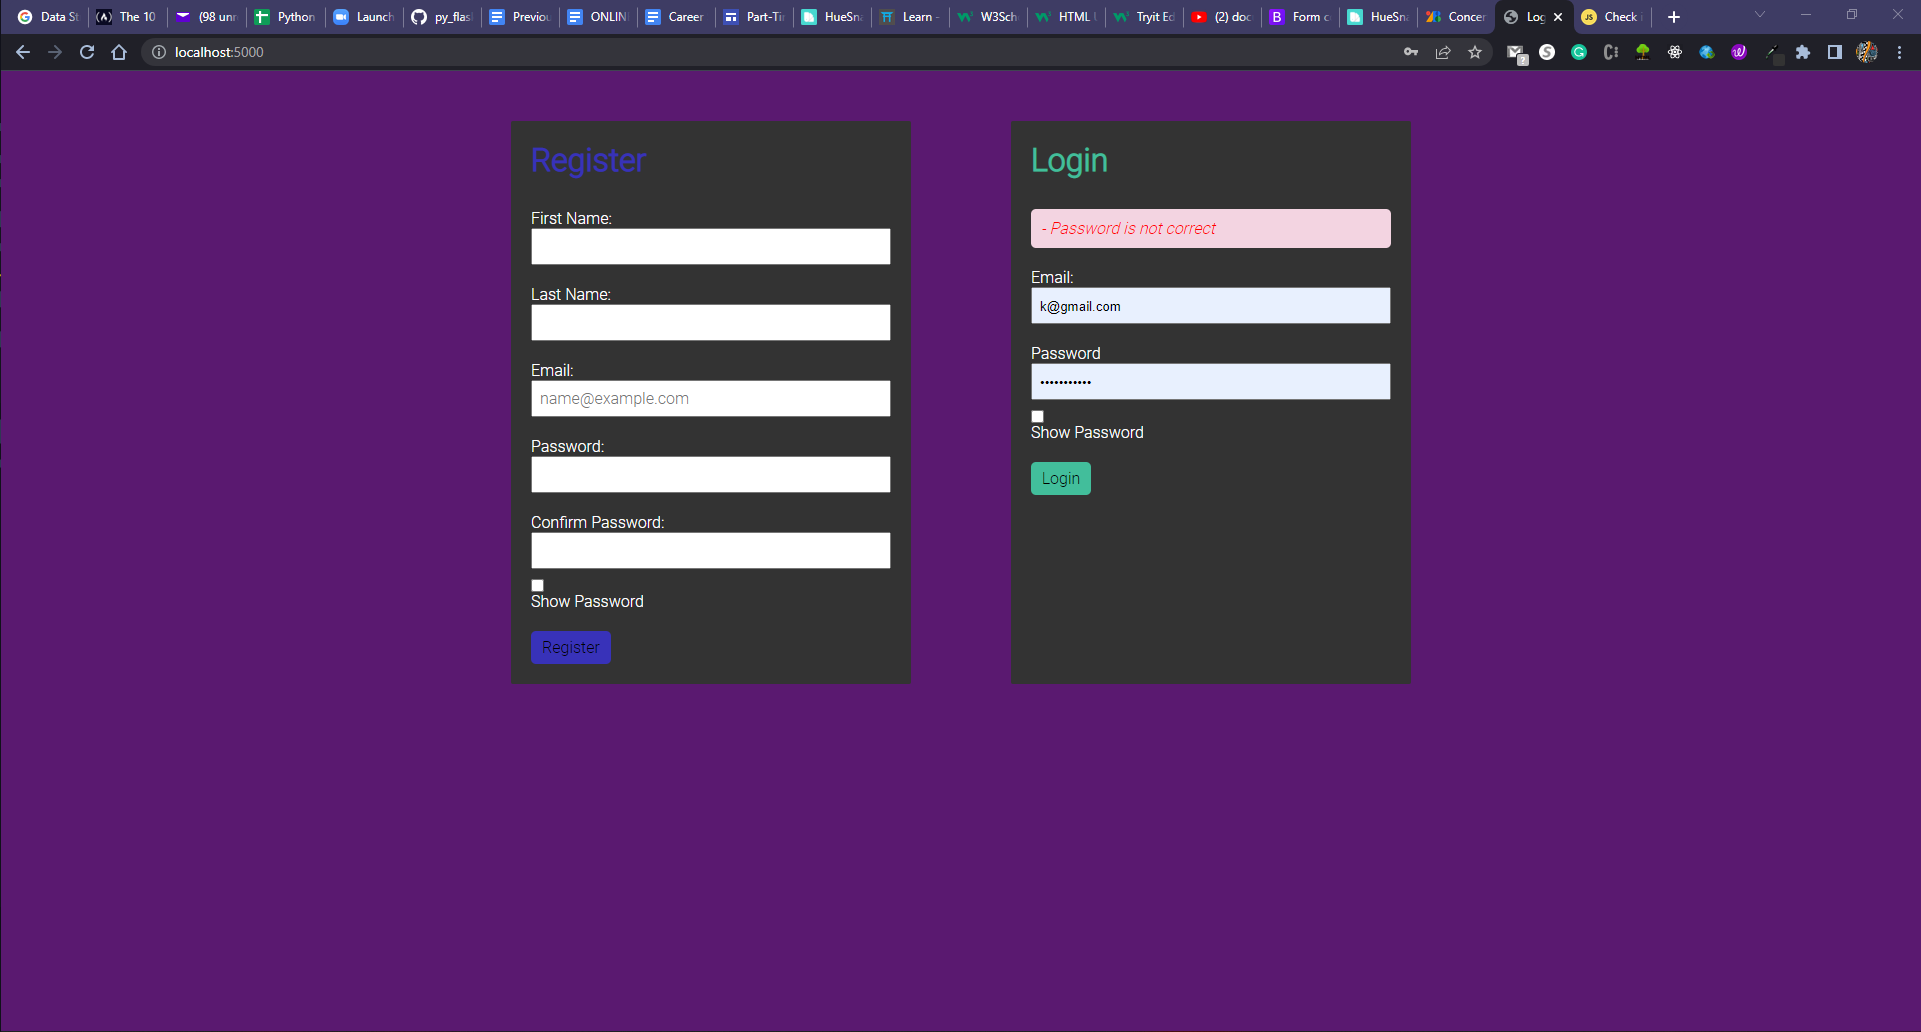 Data St
The 10
(98 unr
Python
Launch
py_flas
Previou
ONLIN
Career
Part-Ti
HueSna
Learn -
W3Sch
HTML
Tryit Ed
(2) doc
Form c
HueSna
Concer
Log
Check i
localhost:5000
Register
First Name:
Last Name:
Email:
name@example.com
Password:
Confirm Password:
Show Password
Register
Login
- Password is not correct
Email:
k@gmail.com
Password
•••••••••••
Show Password
Login